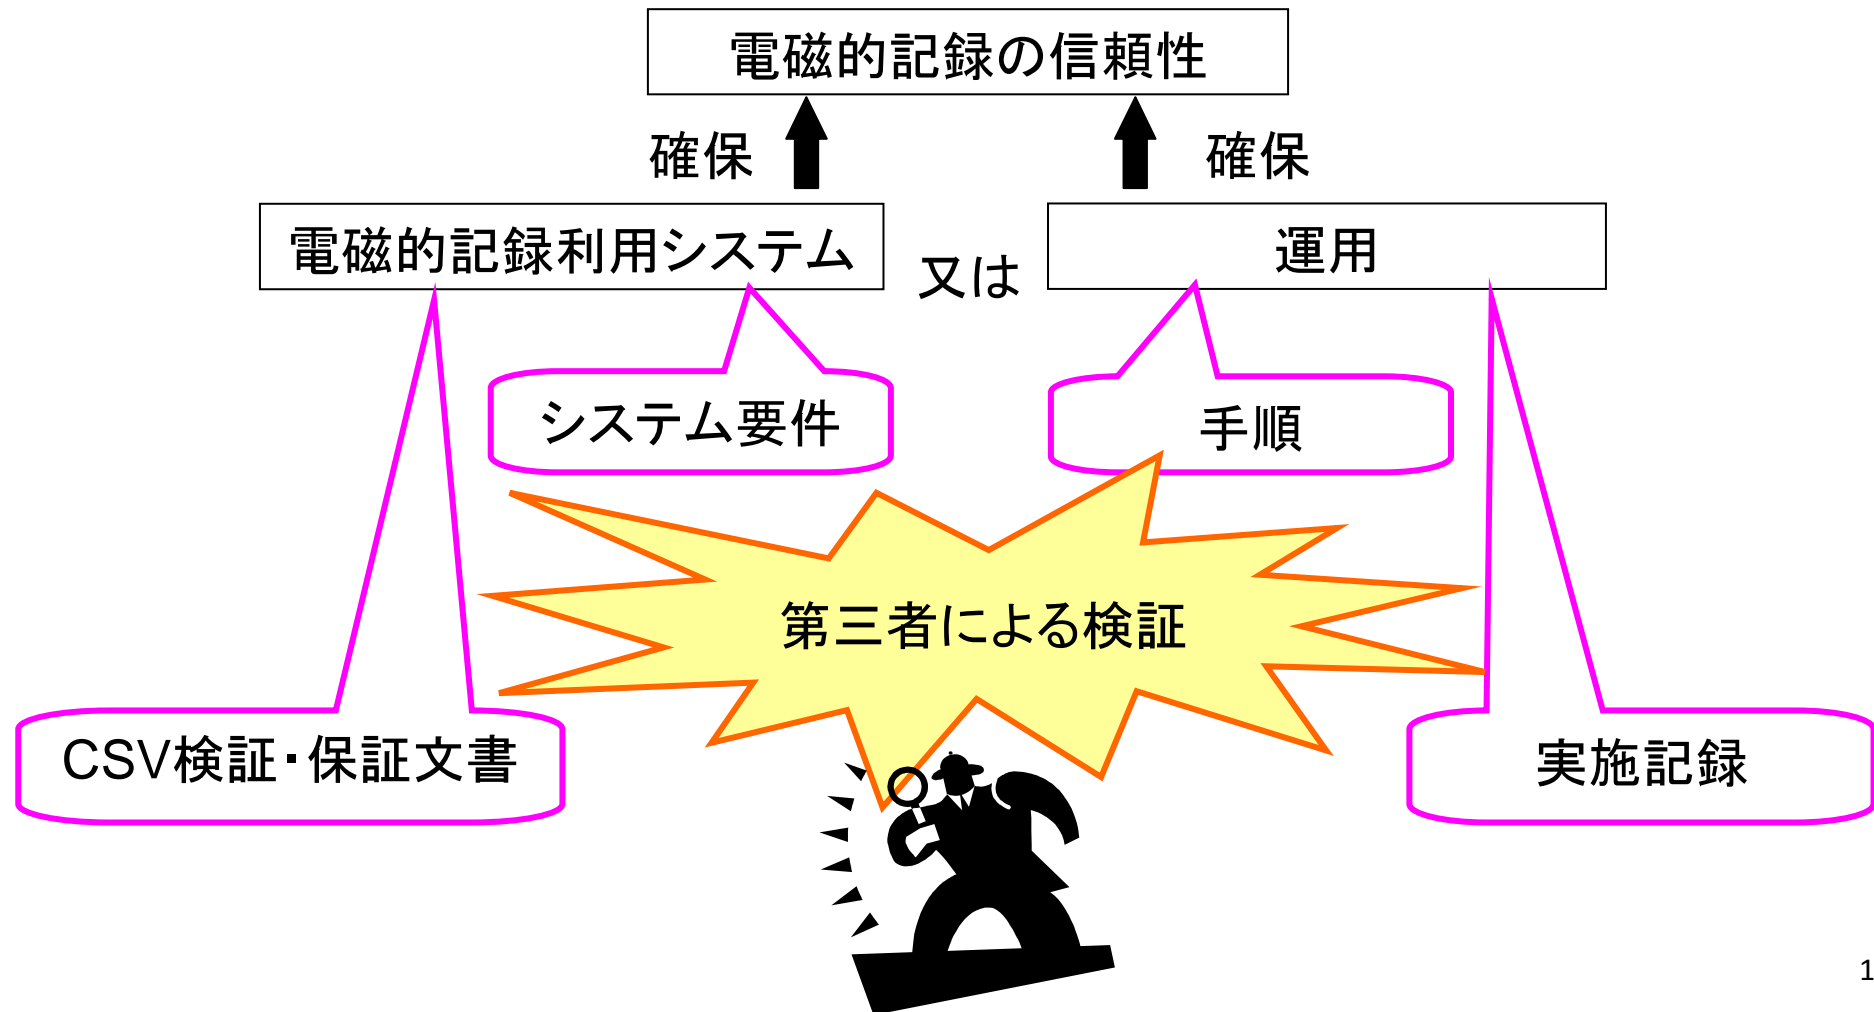 電磁的記録の信頼性
確保
確保
電磁的記録利用システム
又は
運用
システム要件
手順
第三者による検証
CSV検証・保証文書
実施記録
1